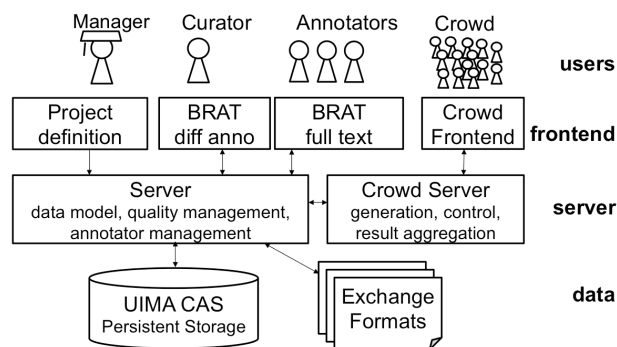 Manager
Curator
Annotators
Crowd
users
Project
definition
BRAT
diff anno
BRAT
full text
Crowd
Frontend
frontend
Server
data model, quality management,
annotator management
Crowd Server
generation, control,
result aggregation
server
UIMA CAS
Persistent Storage
Exchange
Formats
data